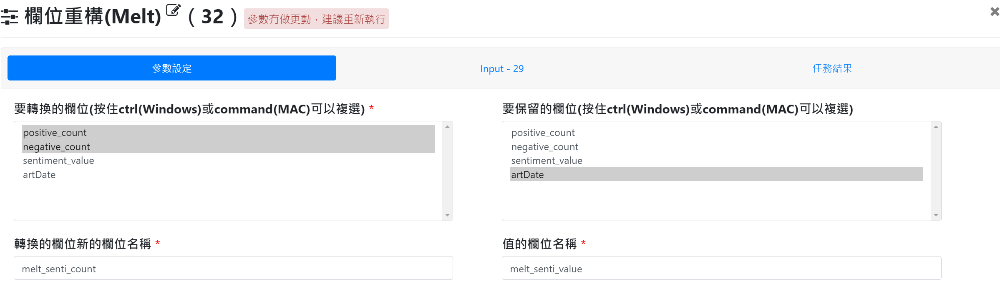 欄位重構(Melt) ( 32 ) 參數有做更動，建議重新執行
參數設定 Input - 29 任務結果
要轉換的欄位(按住ctrl(Windows)或command(MAC)可以複選) *
positive_count
negative_count
sentiment_value
artDate
要保留的欄位(按住ctrl(Windows)或command(MAC)可以複選)
positive_count
negative_count
sentiment_value
artDate
轉換的欄位新的欄位名稱 *
melt_senti_count
值的欄位名稱 *
melt_senti_value